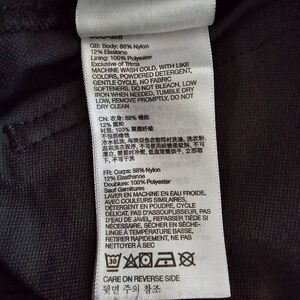 GB: Body: 88% Nylon
12% Elastane
Lining: 100% Polyester
Exclusive of Trims
MACHINE WASH COLD, WITH LIKE
COLORS, POWDERED DETERGENT,
GENTLE CYCLE, NO FABRIC
SOFTENERS, DO NOT BLEACH, DO NOT
IRON WHEN NEEDED, TUMBLE DRY
LOW, REMOVE PROMPTLY, DO NOT
DRY CLEAN
CN: 衣身: 88% 锦纶
12% 氨纶
衬里: 100% 聚酯纤维
FR: Corps: 88% Nylon
12% Élasthanne
Doublure: 100% Polyester
Sauf Garnitures
LAVER EN MACHINE EN EAU FROIDE,
AVEC COULEURS SIMILAIRES,
DÉTERGENT EN POUDRE, CYCLE
DÉLICAT, PAS D'ASSOUPLISSEUR, PAS
D'EAU DE JAVEL, REPASSER TIÈDE SI
NÉCESSAIRE, SÉCHER EN SÈCHE-
LINGE À TEMPÉRATURE BASSE,
RETIRER RAPIDEMENT, NE PAS
NETTOYER À SEC
30
CARE ON REVERSE SIDE
뒷면 주의 참조